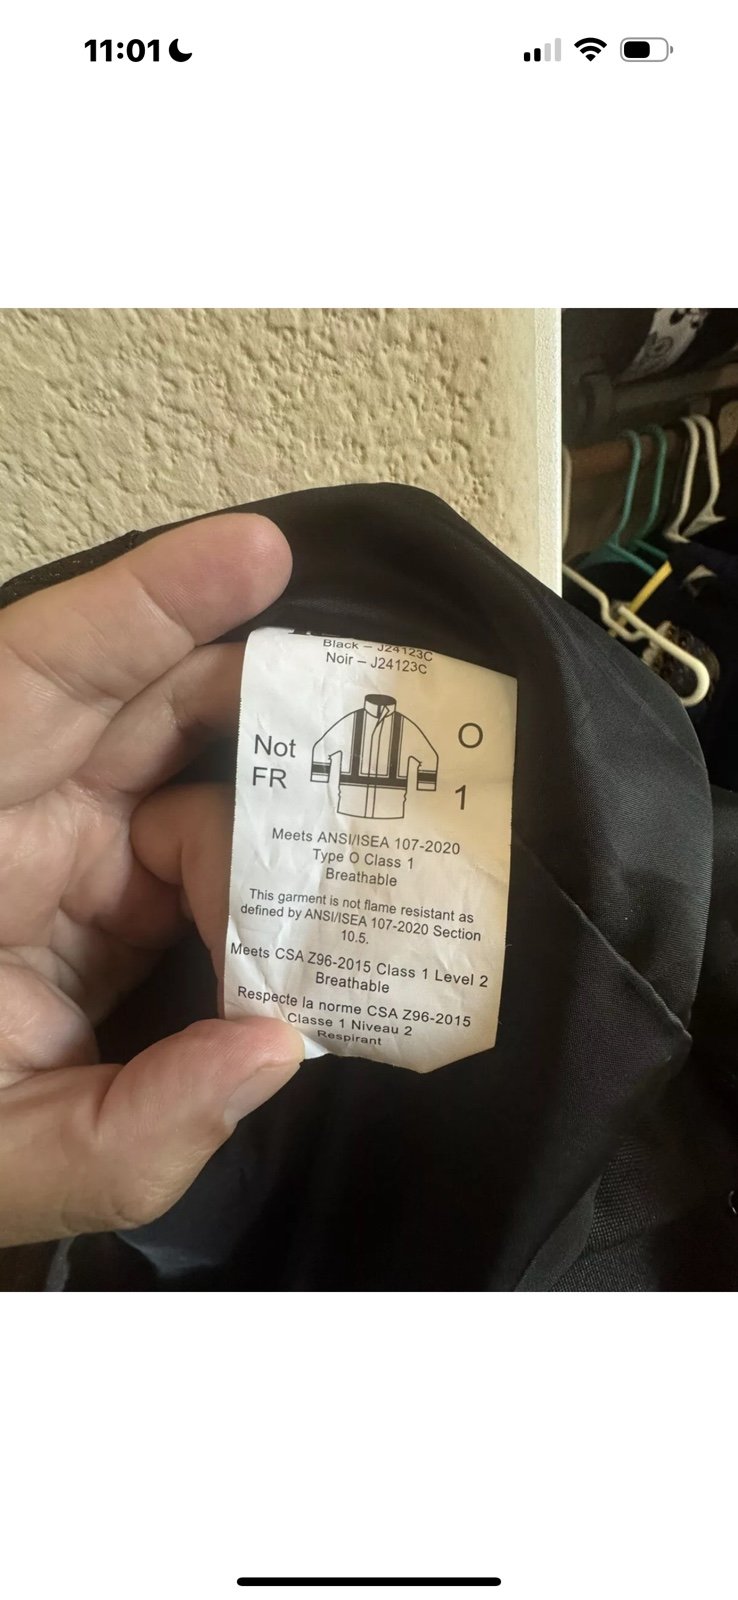 11:01
Black – J24123C
Noir – J24123C
Not
FR
O
1
Meets ANSI/ISEA 107-2020
Type O Class 1
Breathable
This garment is not flame resistant as
defined by ANSI/ISEA 107-2020 Section
10.5.
Meets CSA Z96-2015 Class 1 Level 2
Breathable
Respecte la norme CSA Z96-2015
Classe 1 Niveau 2
Respirant